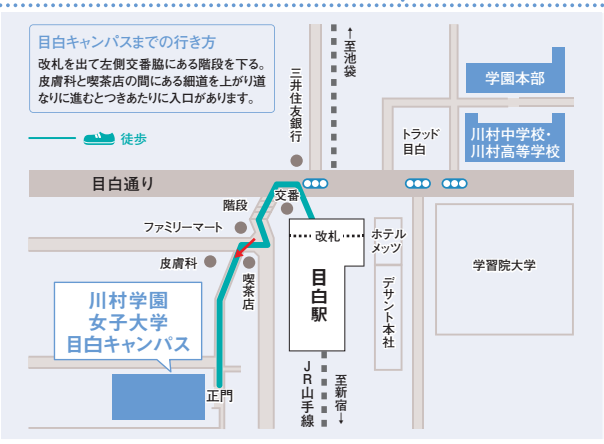 目白キャンパスまでの行き方
改札を出て左側交番脇にある階段を下る。
皮膚科と喫茶店の間にある細道を上がり道
なりに進むとつきあたりに入口があります。
徒歩
↑至池袋
三井住友銀行
学園本部
トラッド
目白
川村中学校・
川村高等学校
目白通り
階段
交番
ファミリーマート
改札
ホテル
メッツ
皮膚科
喫茶店
目白駅
デサント本社
学習院大学
川村学園
女子大学
目白キャンパス
正門
JR山手線
至新宿↓